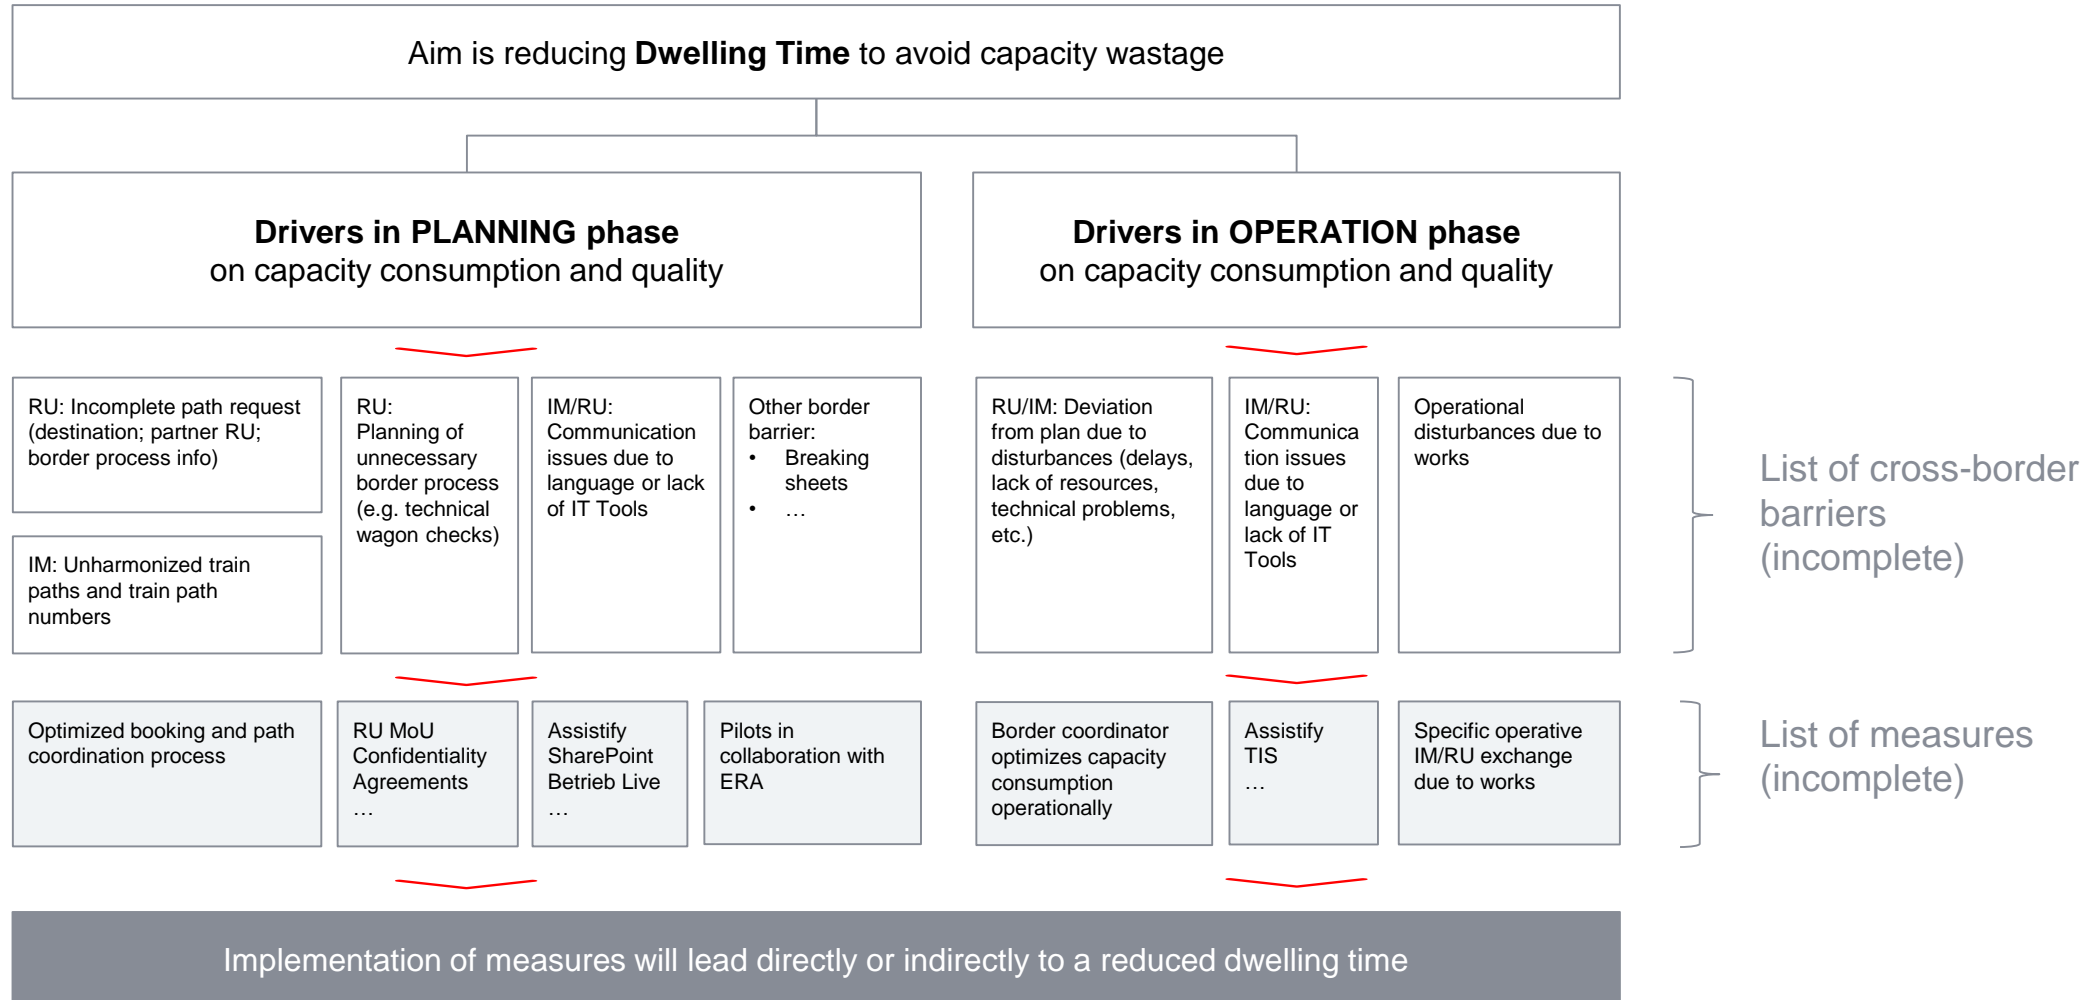 Aim is reducing Dwelling Time to avoid capacity wastage
Drivers in PLANNING phase
on capacity consumption and quality
Drivers in OPERATION phase
on capacity consumption and quality
RU: Incomplete path request
(destination; partner RU;
border process info)
IM: Unharmonized train
paths and train path
numbers
RU:
Planning of
unnecessary
border process
(e.g. technical
wagon checks)
IM/RU:
Communication
issues due to
language or lack
of IT Tools
Other border
barrier:
• Breaking
sheets
• …
RU/IM: Deviation
from plan due to
disturbances (delays,
lack of resources,
technical problems,
etc.)
IM/RU:
Communica
tion issues
due to
language or
lack of IT
Tools
Operational
disturbances due to
works
List of cross-border
barriers
(incomplete)
Optimized booking and path
coordination process
RU MoU
Confidentiality
Agreements
…
Assistify
SharePoint
Betrieb Live
…
Pilots in
collaboration with
ERA
Border coordinator
optimizes capacity
consumption
operationally
Assistify
TIS
…
Specific operative
IM/RU exchange
due to works
List of measures
(incomplete)
Implementation of measures will lead directly or indirectly to a reduced dwelling time